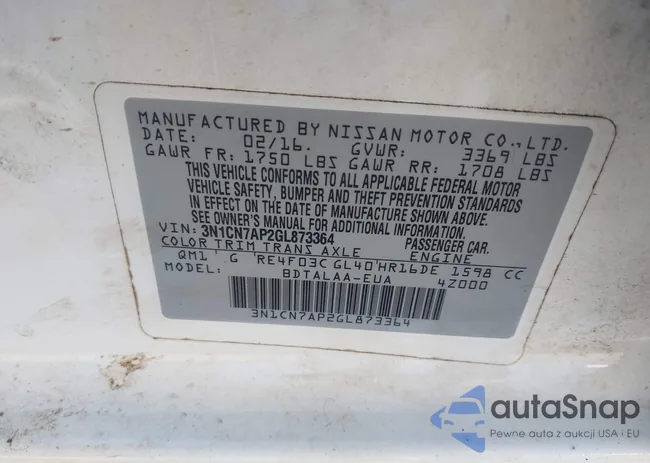 MANUFACTURED BY NISSAN MOTOR CO., LTD.
DATE: 02/16. GVWR: 3369 LBS
GAWR FR: 1750 LBS GAWR RR: 1708 LBS
THIS VEHICLE CONFORMS TO ALL APPLICABLE FEDERAL MOTOR
VEHICLE SAFETY, BUMPER AND THEFT PREVENTION STANDARDS
IN EFFECT ON THE DATE OF MANUFACTURE SHOWN ABOVE.
SEE OWNER'S MANUAL FOR ADDITIONAL INFORMATION.
VIN: 3N1CN7AP2GL873364 PASSENGER CAR.
COLOR TRIM TRANS AXLE ENGINE
QM1 G RE4F03C GL40 HR16DE 1598 CC
MODEL: BDTALAA-EUA 4Z000
3N1CN7AP2GL873364
autaSnap
Pewne auta z aukcji USA i EU